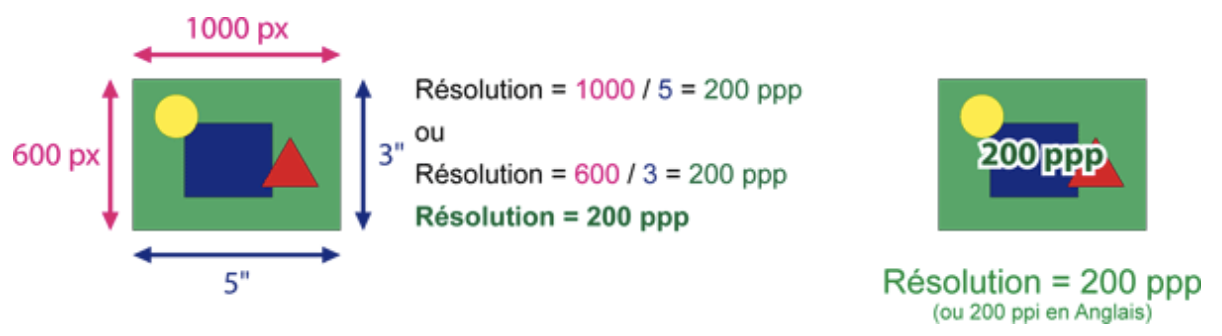 1000 px
600 px
3"
5"
Résolution = 1000 / 5 = 200 ppp
ou
Résolution = 600 / 3 = 200 ppp
Résolution = 200 ppp
200 ppp
Résolution = 200 ppp
(ou 200 ppi en Anglais)